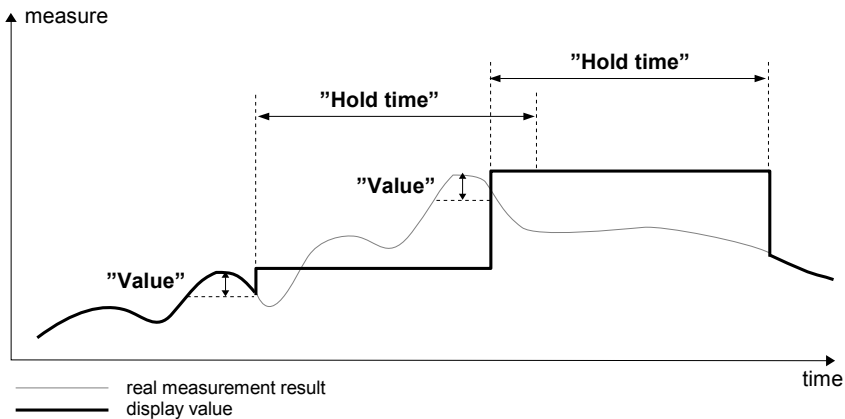 measure
”Hold time”
”Hold time”
”Value”
”Value”
time
real measurement result
display value